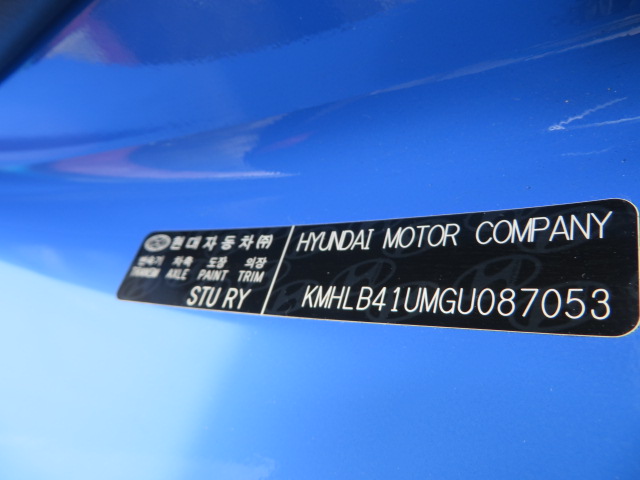 현대자동차㈜
변속기 차축 도장 의장
TRANSM AXLE PAINT TRIM
STU RY
HYUNDAI MOTOR COMPANY
KMHLB41UMGU087053